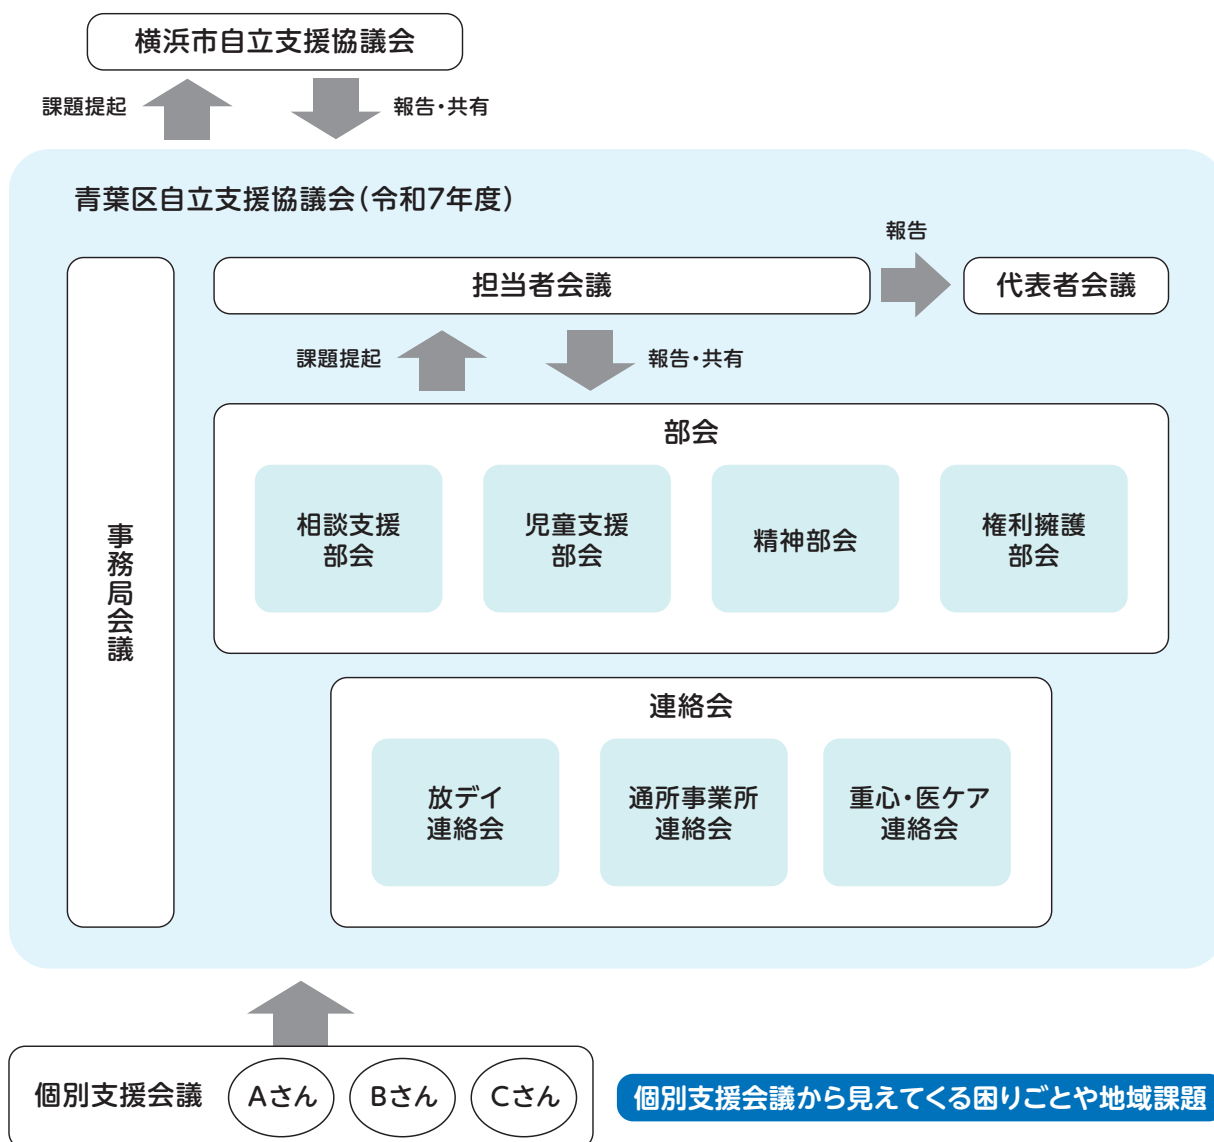 横浜市自立支援協議会
課題提起
報告・共有
青葉区自立支援協議会(令和7年度)
報告
担当者会議
代表者会議
課題提起
報告・共有
事務局会議
部会
相談支援
部会
児童支援
部会
精神部会
権利擁護
部会
連絡会
放デイ
連絡会
通所事業所
連絡会
重心・医ケア
連絡会
個別支援会議
Aさん
Bさん
Cさん
個別支援会議から見えてくる困りごとや地域課題